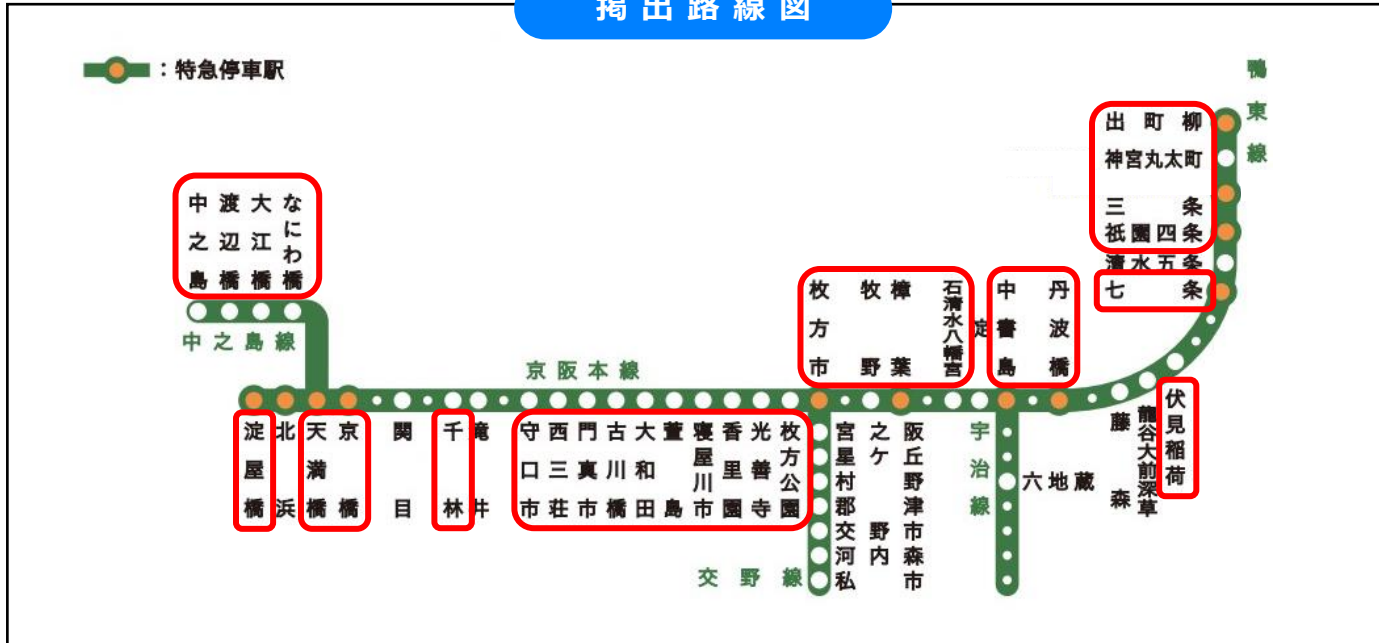 掲出路線図
：特急停車駅
鴨東線
出町柳
神宮丸太町
三条
祇園四条
清水五条
七条
中之島
渡辺橋
大江橋
なにわ橋
中之島線
枚方市
牧野
樟葉
石清水八幡宮
淀
中書島
丹波橋
京阪本線
淀屋橋
北浜
天満橋
京橋
関目
千林
滝井
守口市
西三荘
門真市
古川橋
大和田
萱島
寝屋川市
香里園
光善寺
枚方公園
宮之阪
星ケ丘
村野
郡津
交野市
河内森
私市
交野線
宇治線
六地蔵
藤森
龍谷大前深草
伏見稲荷